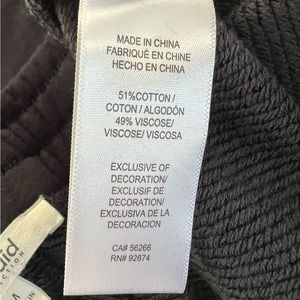 MADE IN CHINA
FABRIQUÉ EN CHINE
HECHO EN CHINA
51%COTTON/
COTON/ ALGODÓN
49% VISCOSE/
VISCOSE/ VISCOSA
EXCLUSIVE OF
DECORATION/
EXCLUSIF DE
DECORATION/
EXCLUSIVA DE LA
DECORACION
CA# 56266
RN# 92874